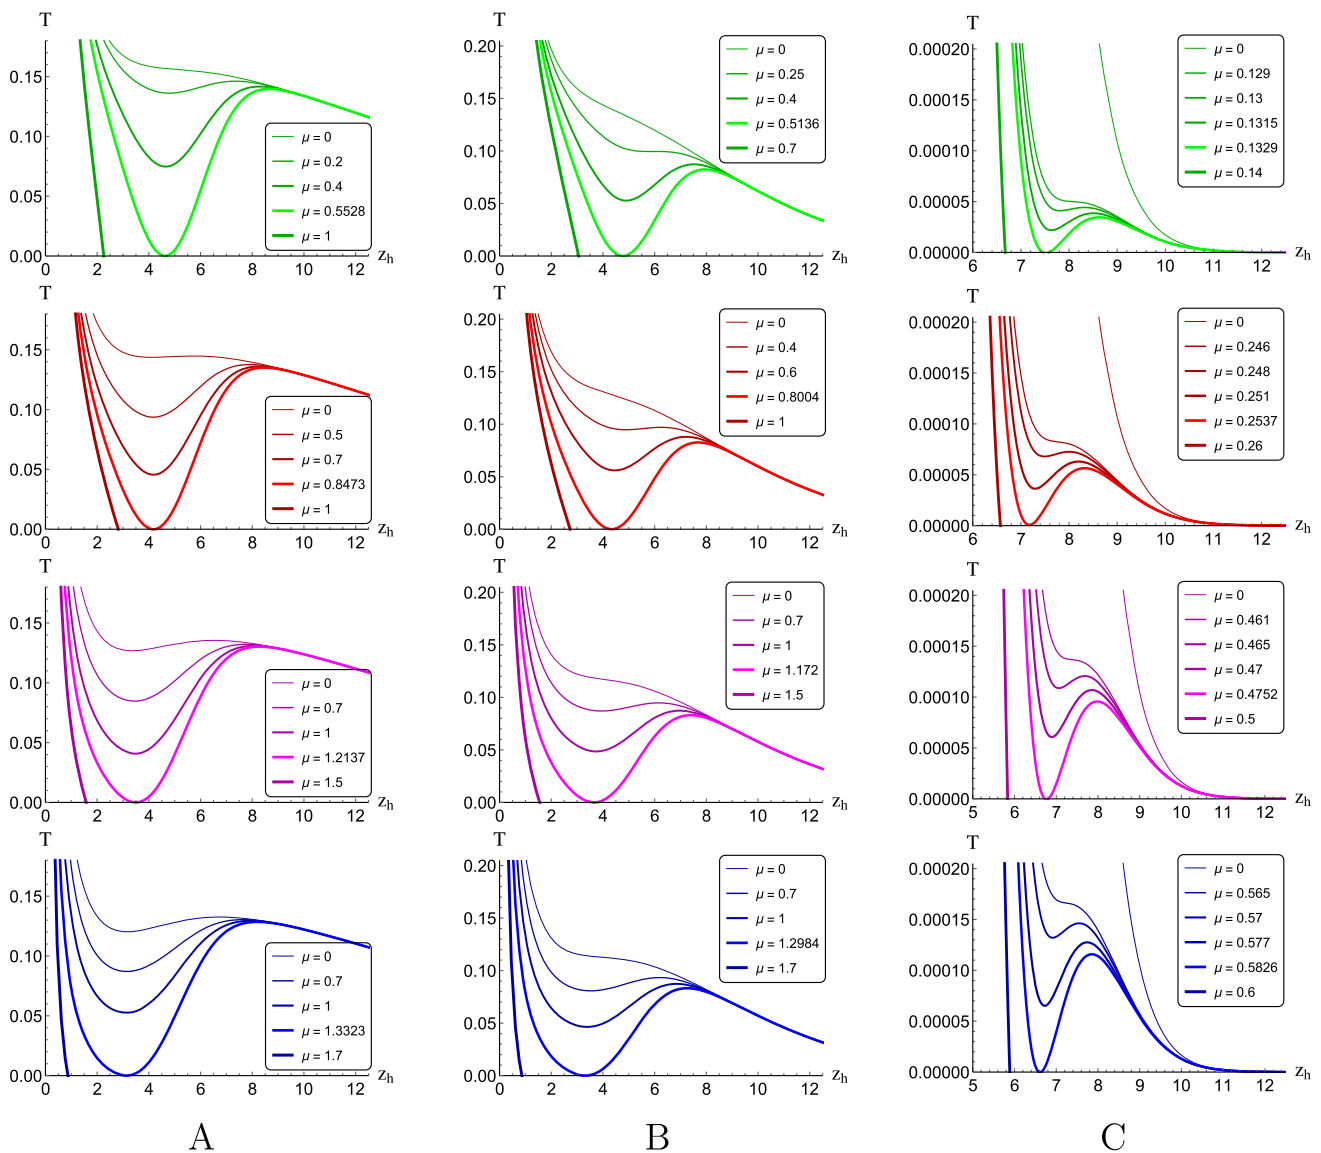 T
0.15
0.10
0.05
0.00
0 2 4 6 8 10 12
z_h
μ = 0
μ = 0.2
μ = 0.4
μ = 0.5528
μ = 1
T
0.20
0.15
0.10
0.05
0.00
0 2 4 6 8 10 12
z_h
μ = 0
μ = 0.25
μ = 0.4
μ = 0.5136
μ = 0.7
T
0.00020
0.00015
0.00010
0.00005
0.00000
6 7 8 9 10 11 12
z_h
μ = 0
μ = 0.129
μ = 0.13
μ = 0.1315
μ = 0.1329
μ = 0.14
T
0.15
0.10
0.05
0.00
0 2 4 6 8 10 12
z_h
μ = 0
μ = 0.5
μ = 0.7
μ = 0.8473
μ = 1
T
0.20
0.15
0.10
0.05
0.00
0 2 4 6 8 10 12
z_h
μ = 0
μ = 0.4
μ = 0.6
μ = 0.8004
μ = 1
T
0.00020
0.00015
0.00010
0.00005
0.00000
6 7 8 9 10 11 12
z_h
μ = 0
μ = 0.246
μ = 0.248
μ = 0.251
μ = 0.2537
μ = 0.26
T
0.15
0.10
0.05
0.00
0 2 4 6 8 10 12
z_h
μ = 0
μ = 0.7
μ = 1
μ = 1.2137
μ = 1.5
T
0.20
0.15
0.10
0.05
0.00
0 2 4 6 8 10 12
z_h
μ = 0
μ = 0.7
μ = 1
μ = 1.172
μ = 1.5
T
0.00020
0.00015
0.00010
0.00005
0.00000
5 6 7 8 9 10 11 12
z_h
μ = 0
μ = 0.461
μ = 0.465
μ = 0.47
μ = 0.4752
μ = 0.5
T
0.15
0.10
0.05
0.00
0 2 4 6 8 10 12
z_h
μ = 0
μ = 0.7
μ = 1
μ = 1.3323
μ = 1.7
T
0.20
0.15
0.10
0.05
0.00
0 2 4 6 8 10 12
z_h
μ = 0
μ = 0.7
μ = 1
μ = 1.2984
μ = 1.7
T
0.00020
0.00015
0.00010
0.00005
0.00000
5 6 7 8 9 10 11 12
z_h
μ = 0
μ = 0.565
μ = 0.57
μ = 0.577
μ = 0.5826
μ = 0.6
A B C